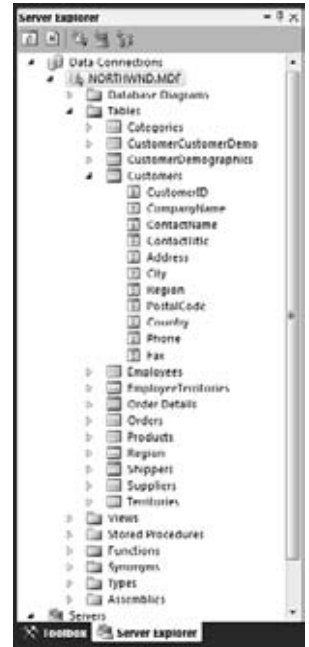 Server Explorer
Data Connections
NORTHWND.MDF
Database Diagrams
Tables
Categories
CustomerCustomerDemo
CustomerDemographics
Customers
CustomerID
CompanyName
ContactName
ContactTitle
Address
City
Region
PostalCode
Country
Phone
Fax
Employees
EmployeeTerritories
Order Details
Orders
Products
Region
Shippers
Suppliers
Territories
Views
Stored Procedures
Functions
Synonyms
Types
Assemblies
Servers
Toolbox Server Explorer